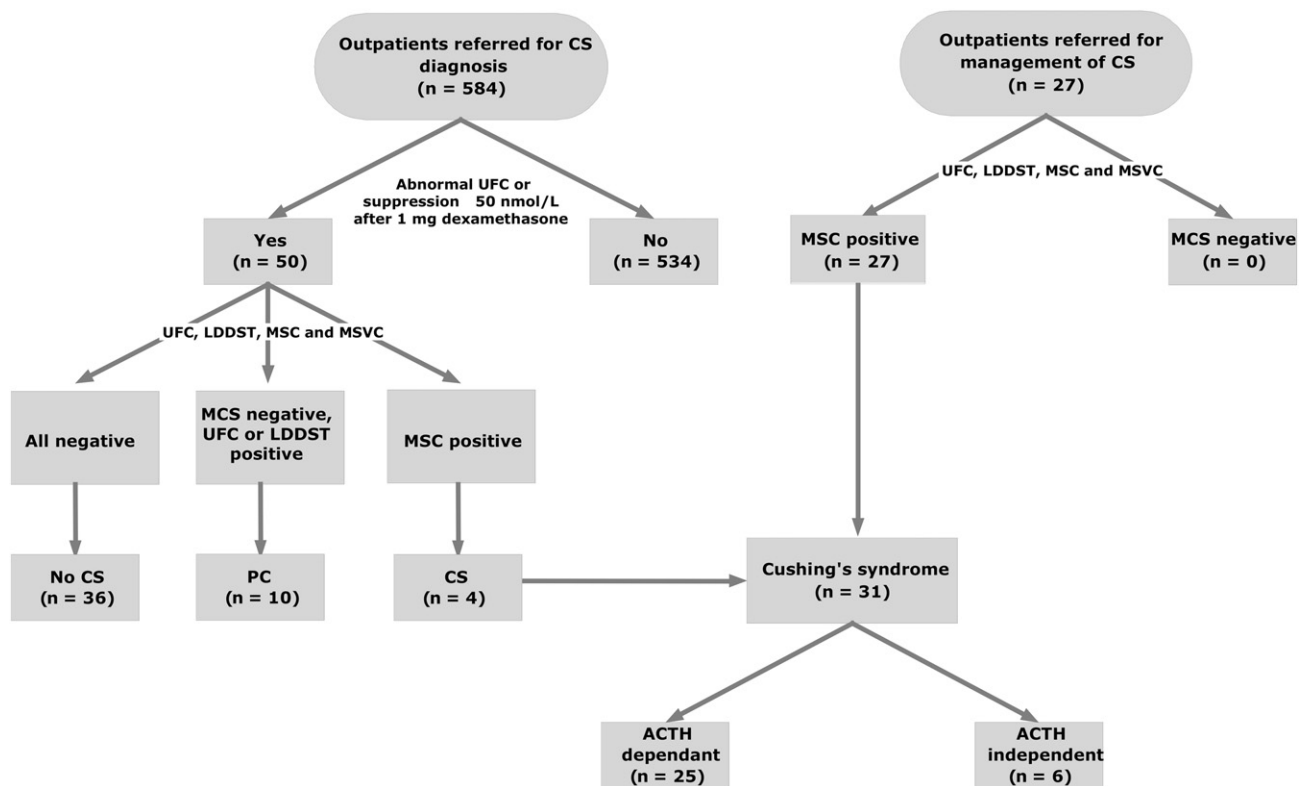 Outpatients referred for CS
diagnosis
(n = 584)
Outpatients referred for
management of CS
(n = 27)
Abnormal UFC or
suppression 50 nmol/L
after 1 mg dexamethasone
UFC, LDDST, MSC and MSVC
Yes
(n = 50)
No
(n = 534)
MSC positive
(n = 27)
MCS negative
(n = 0)
UFC, LDDST, MSC and MSVC
All negative
MCS negative,
UFC or LDDST
positive
MSC positive
No CS
(n = 36)
PC
(n = 10)
CS
(n = 4)
Cushing's syndrome
(n = 31)
ACTH
dependant
(n = 25)
ACTH
independent
(n = 6)